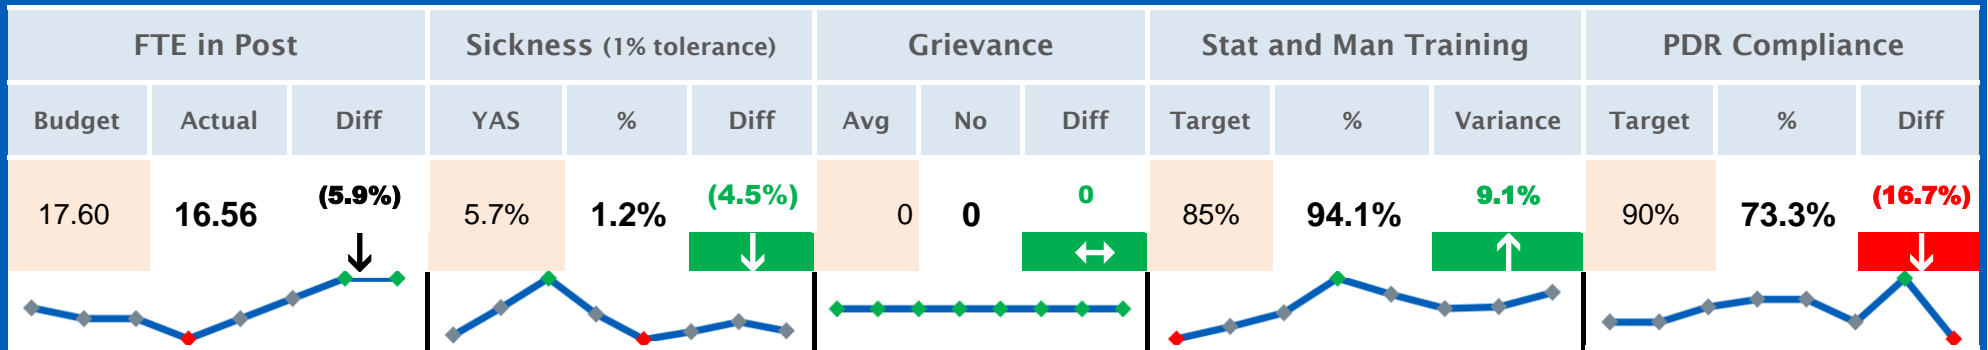 FTE in Post Sickness (1% tolerance) Grievance Stat and Man Training PDR Compliance
Budget Actual Diff YAS % Diff Avg No Diff Target % Variance Target % Diff
17.60 16.56 (5.9%) 5.7% 1.2% (4.5%) 0 0 0 85% 94.1% 9.1% 90% 73.3% (16.7%)